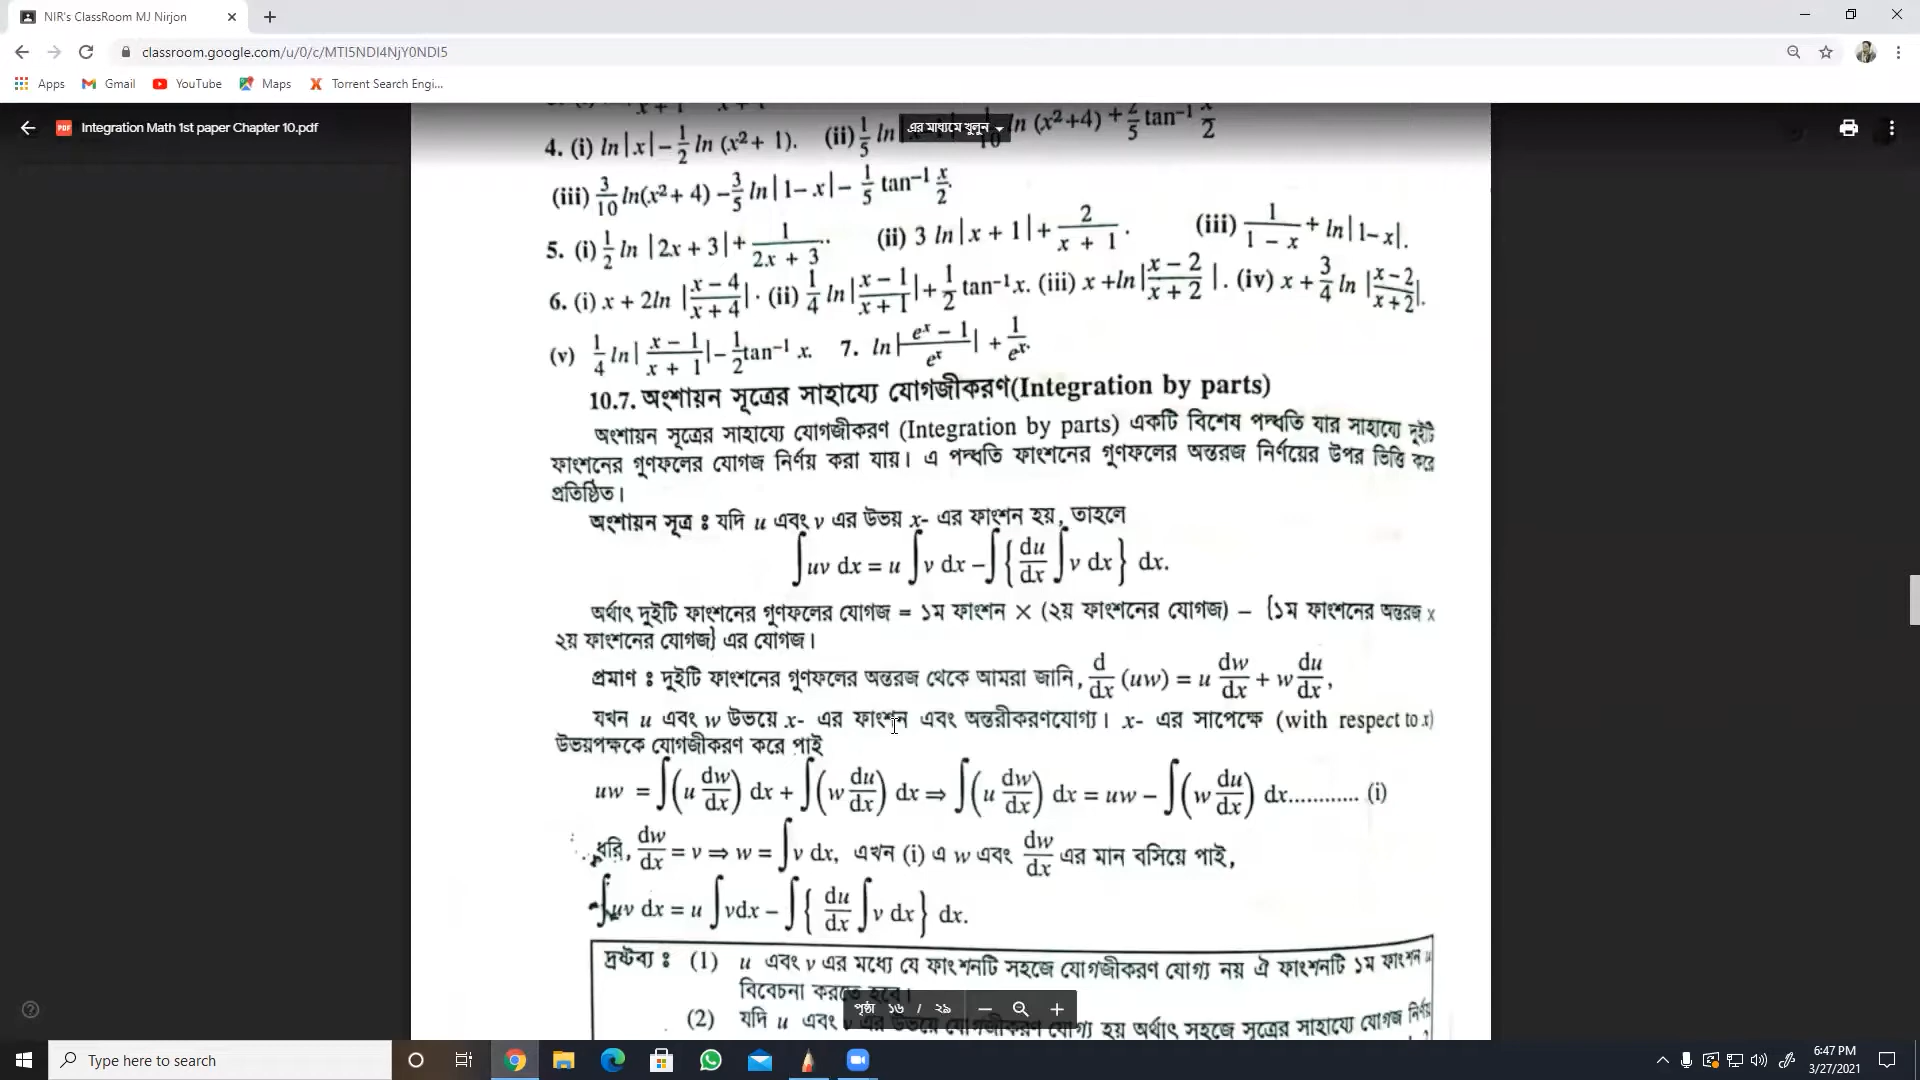 NIR's ClassRoom MJ Nirjon
classroom.google.com/u/0/c/MTI5NDI4NjY0NDI5
Apps Gmail YouTube Maps Torrent Search Engi...
Integration Math 1st paper Chapter 10.pdf
এর মাধ্যমে খুলুন
4. (i) ln|x| − 1/2 ln (x²+ 1). (ii) 1/5 ln 10 ln (x²+4) + 2/5 tan⁻¹ x/2
(iii) 3/10 ln(x²+ 4) − 3/5 ln|1− x| − 1/5 tan⁻¹ x/2.
5. (i) 1/2 ln |2x + 3| + 1/(2x + 3). (ii) 3 ln|x + 1| + 2/(x + 1). (iii) 1/(1 − x) + ln|1− x|.
6. (i) x + 2ln |(x − 4)/(x + 4)|. (ii) 1/4 ln|(x − 1)/(x + 1)| + 1/2 tan⁻¹x. (iii) x +ln|(x − 2)/(x + 2)|. (iv) x + 3/4 ln |(x−2)/(x+2)|.
(v) 1/4 ln|(x − 1)/(x + 1)| − 1/2 tan⁻¹ x. 7. ln|(eˣ − 1)/eˣ| + 1/eˣ.
10.7. অংশায়ন সূত্রের সাহায্যে যোগজীকরণ(Integration by parts)
অংশায়ন সূত্রের সাহায্যে যোগজীকরণ (Integration by parts) একটি বিশেষ পদ্ধতি যার সাহায্যে দুইটি
ফাংশনের গুণফলের যোগজ নির্ণয় করা যায়। এ পদ্ধতি ফাংশনের গুণফলের অন্তরজ নির্ণয়ের উপর ভিত্তি করে
প্রতিষ্ঠিত।
অংশায়ন সূত্র ঃ যদি u এবং v এর উভয় x- এর ফাংশন হয়, তাহলে
∫uv dx = u ∫v dx − ∫{du/dx ∫v dx} dx.
অর্থাৎ দুইটি ফাংশনের গুণফলের যোগজ = ১ম ফাংশন × (২য় ফাংশনের যোগজ) − {১ম ফাংশনের অন্তরজ ×
২য় ফাংশনের যোগজ} এর যোগজ।
প্রমাণ ঃ দুইটি ফাংশনের গুণফলের অন্তরজ থেকে আমরা জানি, d/dx (uw) = u dw/dx + w du/dx,
যখন u এবং w উভয়ে x- এর ফাংশন এবং অন্তরীকরণযোগ্য। x- এর সাপেক্ষে (with respect to x)
উভয়পক্ষকে যোগজীকরণ করে পাই
uw = ∫(u dw/dx) dx + ∫(w du/dx) dx ⇒ ∫(u dw/dx) dx = uw − ∫(w du/dx) dx............ (i)
ধরি, dw/dx = v ⇒ w = ∫v dx, এখন (i) এ w এবং dw/dx এর মান বসিয়ে পাই,
∫uv dx = u ∫vdx − ∫{du/dx ∫v dx} dx.
দ্রষ্টব্য ঃ (1) u এবং v এর মধ্যে যে ফাংশনটি সহজে যোগজীকরণ যোগ্য নয় ঐ ফাংশনটি ১ম ফাংশন u
বিবেচনা করতে হবে।
(2) যদি u এবং v এর উভয়ে যোগজীকরণ যোগ্য হয় অর্থাৎ সহজে সূত্রের সাহায্যে যোগজ নির্ণয়
পৃষ্ঠা ১৬ / ২৯
Type here to search
6:47 PM
3/27/2021